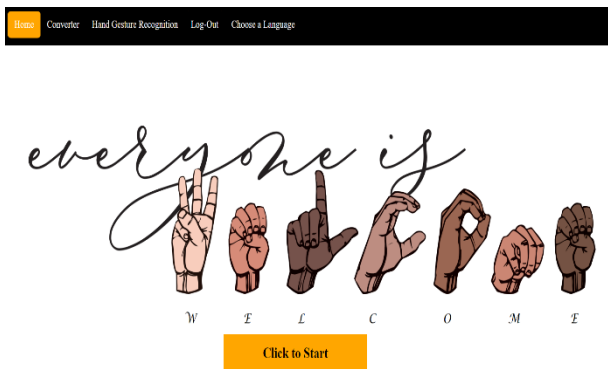 Home Converter Hand Gesture Recognition Log-Out Choose a Language
everyone is
W E L C O M E
Click to Start